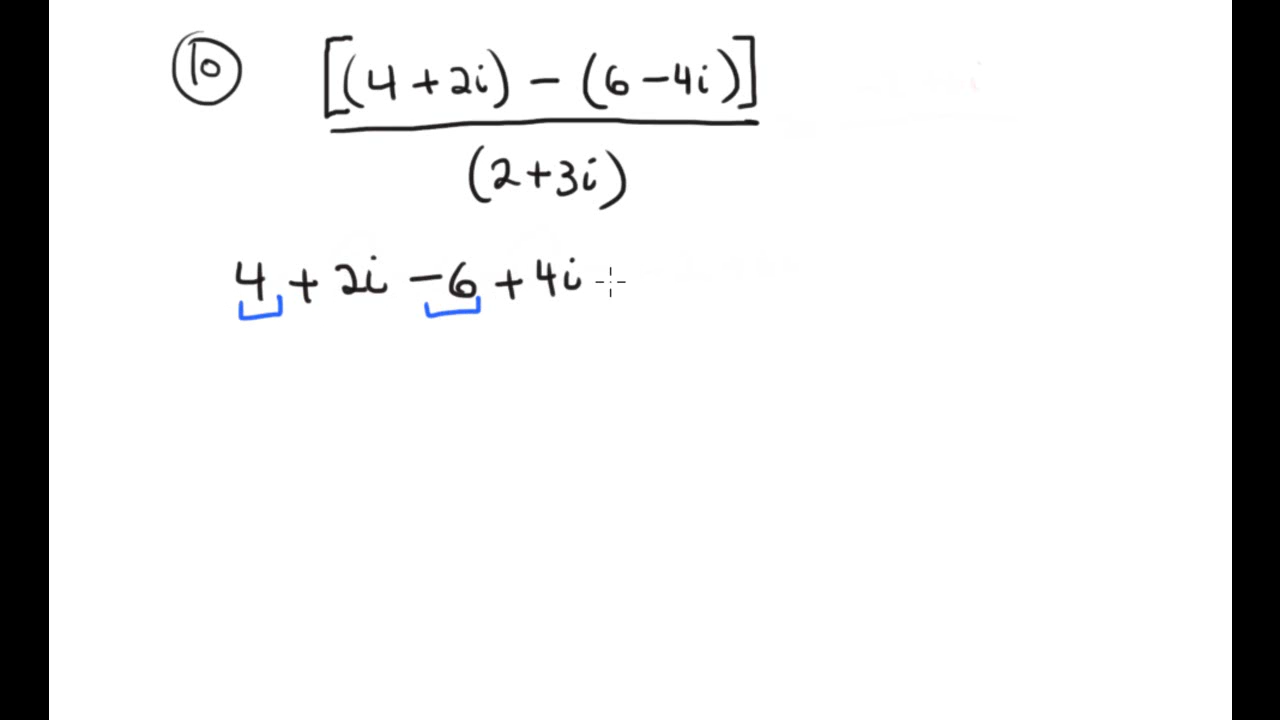 10 [(4+2i) - (6-4i)]
(2+3i)
4 + 2i - 6 + 4i